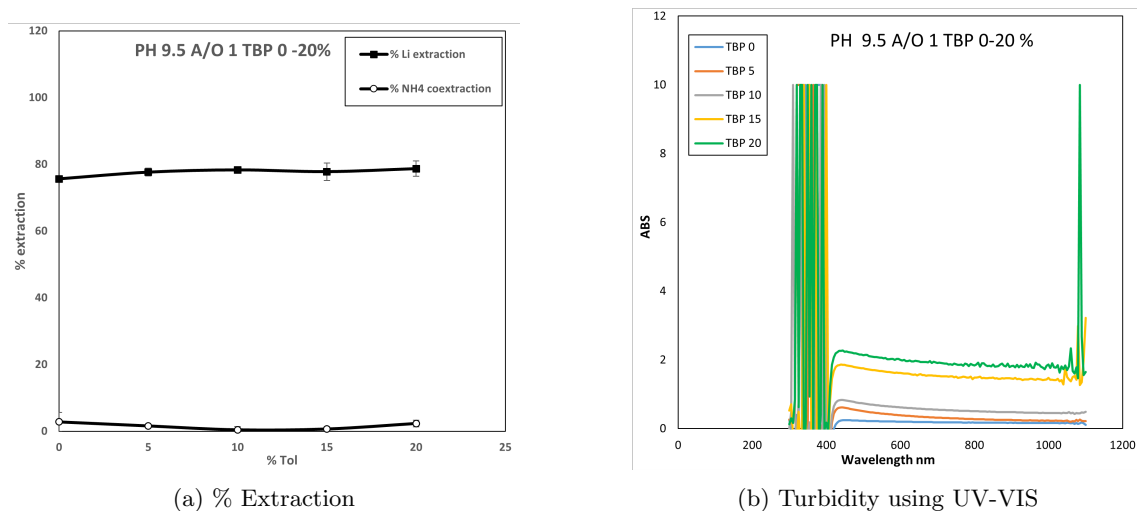 PH 9.5 A/O 1 TBP 0 -20%
% Li extraction
% NH4 coextraction
120
100
80
60
40
20
0
% extraction
0 5 10 15 20 25
% Tol
(a) % Extraction
PH 9.5 A/O 1 TBP 0-20 %
TBP 0
TBP 5
TBP 10
TBP 15
TBP 20
12
10
8
6
4
2
0
ABS
0 200 400 600 800 1000 1200
Wavelength nm
(b) Turbidity using UV-VIS